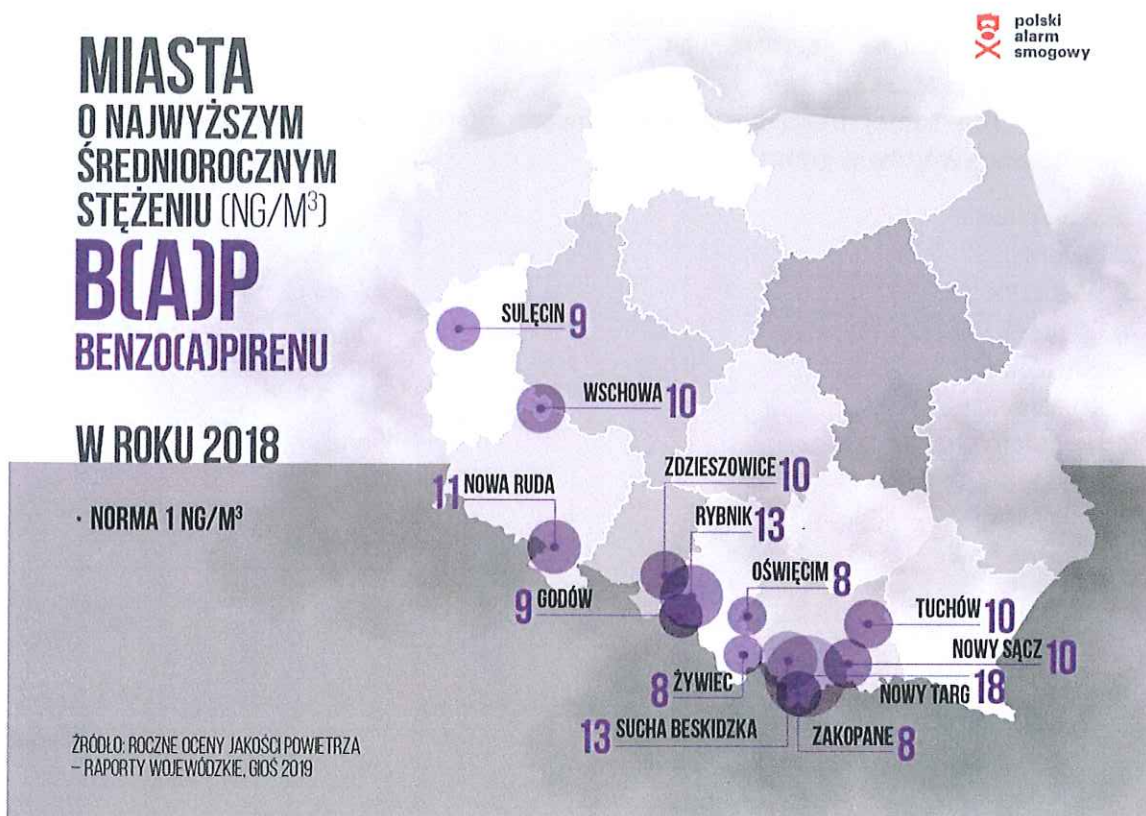 polski
alarm
smogowy
MIASTA
O NAJWYŻSZYM
ŚREDNIOROCZNYM
STĘŻENIU (NG/M³)
B(A)P
BENZO(A)PIRENU
W ROKU 2018
· NORMA 1 NG/M³
SULĘCIN 9
WSCHOWA 10
ZDZIESZOWICE 10
11 NOWA RUDA
RYBNIK 13
OŚWIĘCIM 8
9 GODÓW
TUCHÓW 10
NOWY SĄCZ 10
8 ŻYWIEC
NOWY TARG 18
13 SUCHA BESKIDZKA
ZAKOPANE 8
ŹRÓDŁO: ROCZNE OCENY JAKOŚCI POWIETRZA
– RAPORTY WOJEWÓDZKIE, GIOŚ 2019